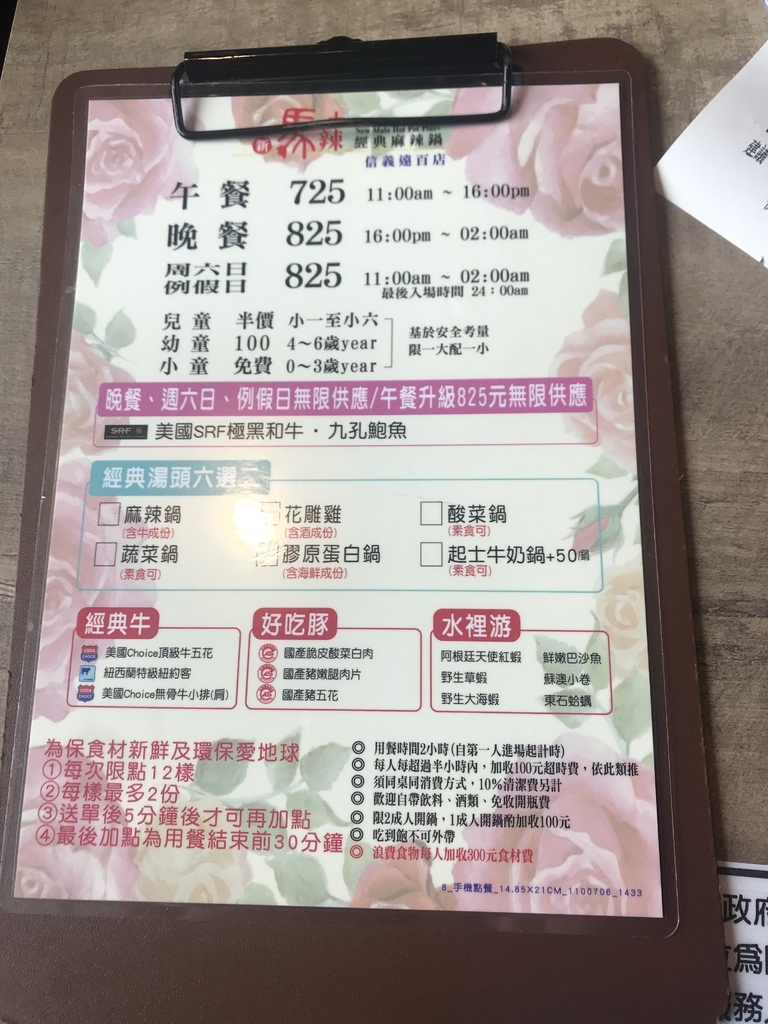 新 馬辣
New Mala Hot Pot Plus+
經典麻辣鍋
信義遠百店
午餐 725 11:00am ~ 16:00pm
晚餐 825 16:00pm ~ 02:00am
周六日
例假日 825 11:00am ~ 02:00am
最後入場時間 24:00am
兒童 半價 小一至小六
幼童 100 4~6歲year
小童 免費 0~3歲year
基於安全考量
限一大配一小
晚餐、週六日、例假日無限供應/午餐升級825元無限供應
SRF 美國SRF極黑和牛・九孔鮑魚
經典湯頭六選二
麻辣鍋 花雕雞 酸菜鍋
(含牛成份) (含酒成份) (素食可)
蔬菜鍋 膠原蛋白鍋 起士牛奶鍋+50/鍋
(素食可) (含海鮮成份) (素食可)
經典牛
美國Choice頂級牛五花
紐西蘭特級紐約客
美國Choice無骨牛小排(肩)
好吃豚
國產脆皮酸菜白肉
國產豬嫩腿肉片
國產豬五花
水裡游
阿根廷天使紅蝦 鮮嫩巴沙魚
野生草蝦 蘇澳小卷
野生大海蝦 東石蛤蠣
為保食材新鮮及環保愛地球
①每次限點12樣
②每樣最多2份
③送單後5分鐘後才可再加點
④最後加點為用餐結束前30分鐘
◎ 用餐時間2小時(自第一人進場起計時)
◎ 每人每超過半小時內，加收100元超時費，依此類推
◎ 須同桌同消費方式，10%清潔費另計
◎ 歡迎自帶飲料、酒類、免收開瓶費
◎ 限2成人開鍋，1成人開鍋酌加收100元
◎ 吃到飽不可外帶
◎ 浪費食物每人加收300元食材費
8_手機點餐_14.85X21CM_1100706_1433
政府
為
服務